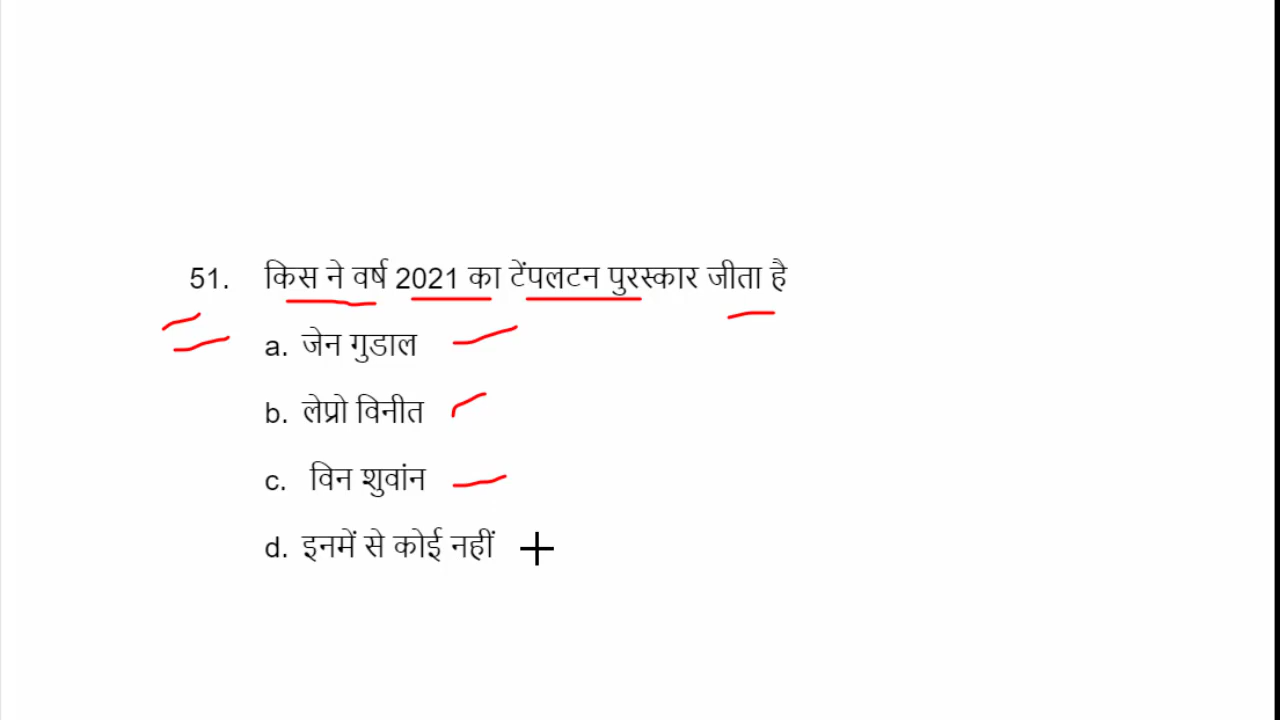 51. किस ने वर्ष 2021 का टेंपलटन पुरस्कार जीता है
a. जेन गुडाल
b. लेप्रो विनीत
c. विन शुवांन
d. इनमें से कोई नहीं